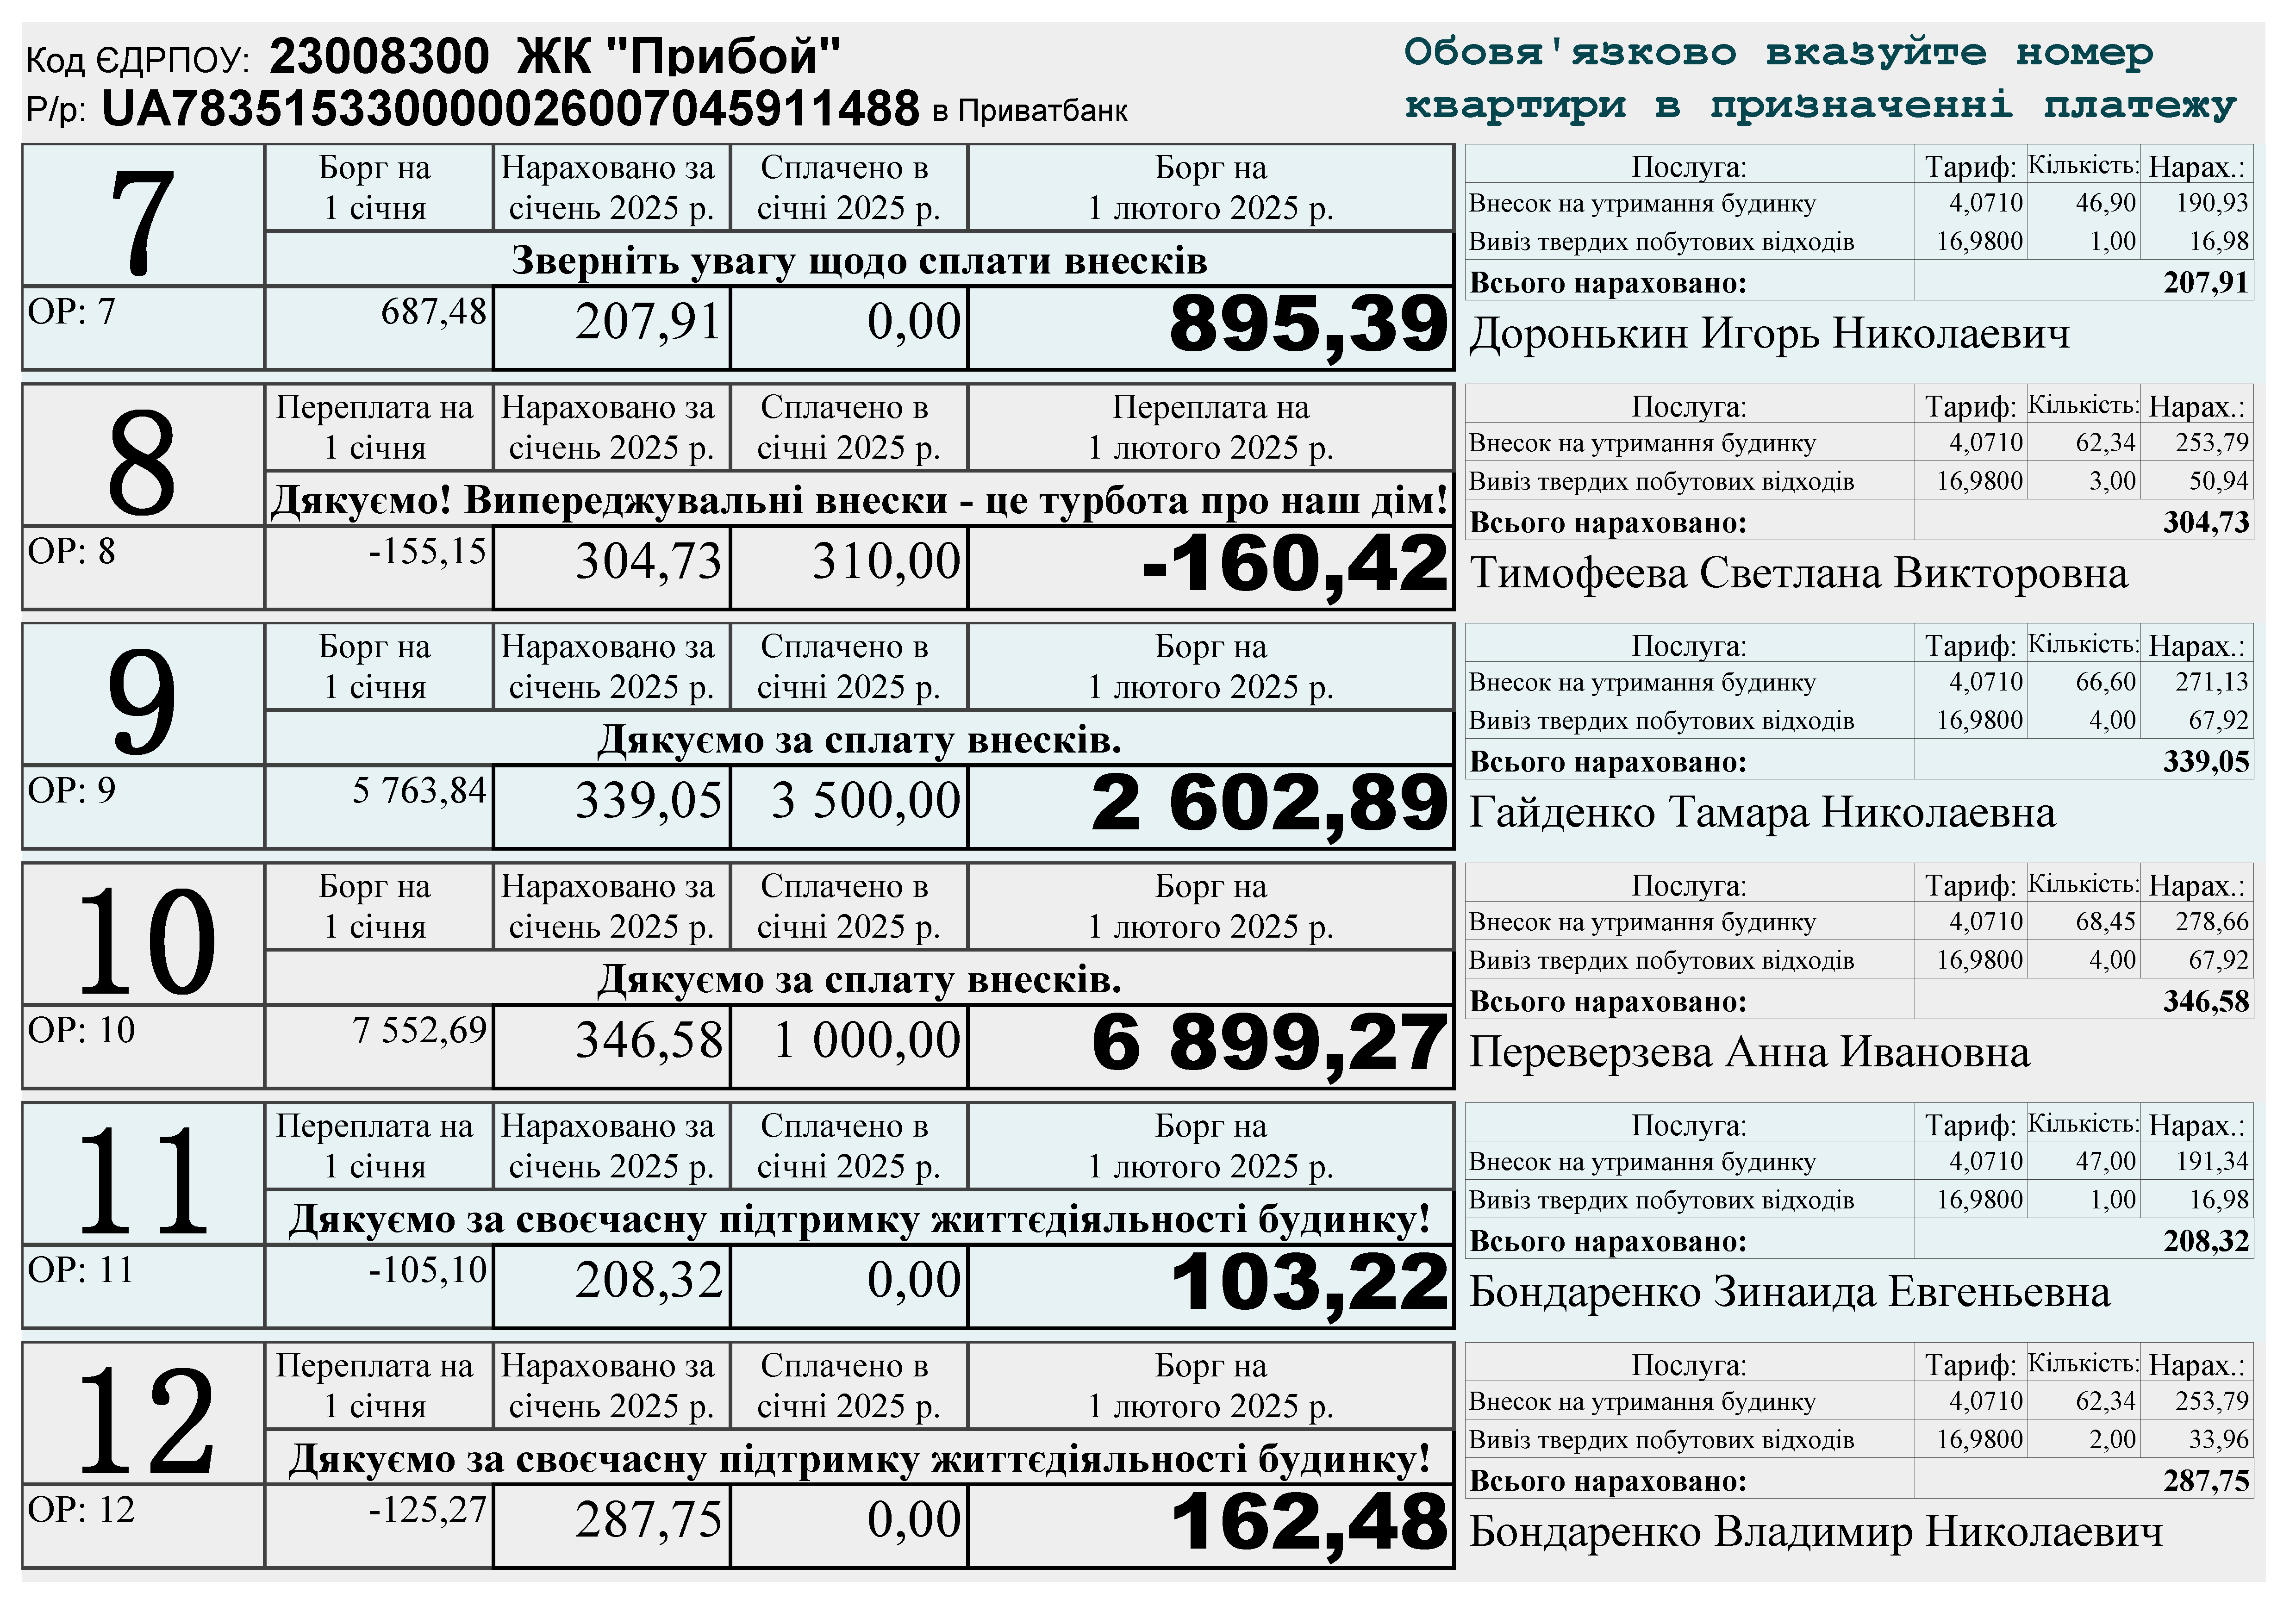 Код ЄДРПОУ: 23008300 ЖК "Прибой"
Р/р: UA783515330000026007045911488 в Приватбанк
Обовя'язково вказуйте номер
квартири в призначенні платежу
7
Борг на
1 січня
Нараховано за
січень 2025 р.
Сплачено в
січні 2025 р.
Борг на
1 лютого 2025 р.
Зверніть увагу щодо сплати внесків
ОР: 7 687,48 207,91 0,00 895,39
Послуга: Тариф: Кількість: Нарах.:
Внесок на утримання будинку 4,0710 46,90 190,93
Вивіз твердих побутових відходів 16,9800 1,00 16,98
Всього нараховано: 207,91
Доронькин Игорь Николаевич
8
Переплата на
1 січня
Нараховано за
січень 2025 р.
Сплачено в
січні 2025 р.
Переплата на
1 лютого 2025 р.
Дякуємо! Випереджувальні внески - це турбота про наш дім!
ОР: 8 -155,15 304,73 310,00 -160,42
Послуга: Тариф: Кількість: Нарах.:
Внесок на утримання будинку 4,0710 62,34 253,79
Вивіз твердих побутових відходів 16,9800 3,00 50,94
Всього нараховано: 304,73
Тимофеева Светлана Викторовна
9
Борг на
1 січня
Нараховано за
січень 2025 р.
Сплачено в
січні 2025 р.
Борг на
1 лютого 2025 р.
Дякуємо за сплату внесків.
ОР: 9 5 763,84 339,05 3 500,00 2 602,89
Послуга: Тариф: Кількість: Нарах.:
Внесок на утримання будинку 4,0710 66,60 271,13
Вивіз твердих побутових відходів 16,9800 4,00 67,92
Всього нараховано: 339,05
Гайденко Тамара Николаевна
10
Борг на
1 січня
Нараховано за
січень 2025 р.
Сплачено в
січні 2025 р.
Борг на
1 лютого 2025 р.
Дякуємо за сплату внесків.
ОР: 10 7 552,69 346,58 1 000,00 6 899,27
Послуга: Тариф: Кількість: Нарах.:
Внесок на утримання будинку 4,0710 68,45 278,66
Вивіз твердих побутових відходів 16,9800 4,00 67,92
Всього нараховано: 346,58
Переверзева Анна Ивановна
11
Переплата на
1 січня
Нараховано за
січень 2025 р.
Сплачено в
січні 2025 р.
Борг на
1 лютого 2025 р.
Дякуємо за своєчасну підтримку життєдіяльності будинку!
ОР: 11 -105,10 208,32 0,00 103,22
Послуга: Тариф: Кількість: Нарах.:
Внесок на утримання будинку 4,0710 47,00 191,34
Вивіз твердих побутових відходів 16,9800 1,00 16,98
Всього нараховано: 208,32
Бондаренко Зинаида Евгеньевна
12
Переплата на
1 січня
Нараховано за
січень 2025 р.
Сплачено в
січні 2025 р.
Борг на
1 лютого 2025 р.
Дякуємо за своєчасну підтримку життєдіяльності будинку!
ОР: 12 -125,27 287,75 0,00 162,48
Послуга: Тариф: Кількість: Нарах.:
Внесок на утримання будинку 4,0710 62,34 253,79
Вивіз твердих побутових відходів 16,9800 2,00 33,96
Всього нараховано: 287,75
Бондаренко Владимир Николаевич